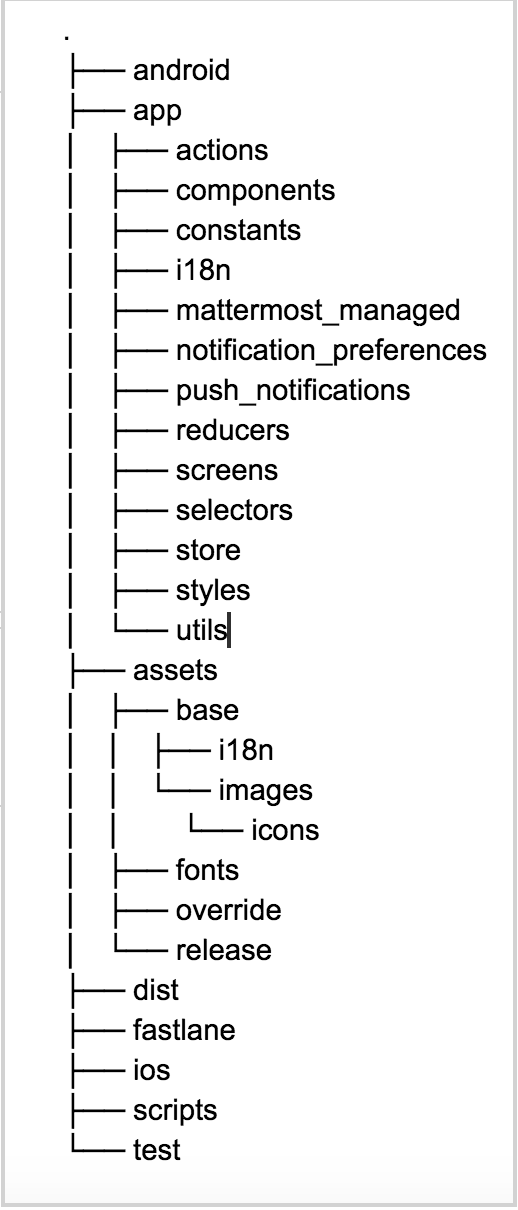 .
├── android
├── app
│   ├── actions
│   ├── components
│   ├── constants
│   ├── i18n
│   ├── mattermost_managed
│   ├── notification_preferences
│   ├── push_notifications
│   ├── reducers
│   ├── screens
│   ├── selectors
│   ├── store
│   ├── styles
│   └── utils
├── assets
│   ├── base
│   │   ├── i18n
│   │   └── images
│   │       └── icons
│   ├── fonts
│   ├── override
│   └── release
├── dist
├── fastlane
├── ios
├── scripts
└── test